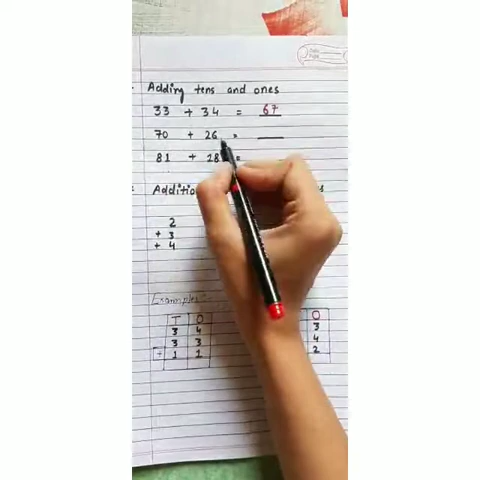 Adding tens and ones
33 + 34 = 67
70 + 26 =
81 + 28 =
2
+ 3
+ 4
Examples
T O
3 4
3 3
+ 1 1
O
3
4
2